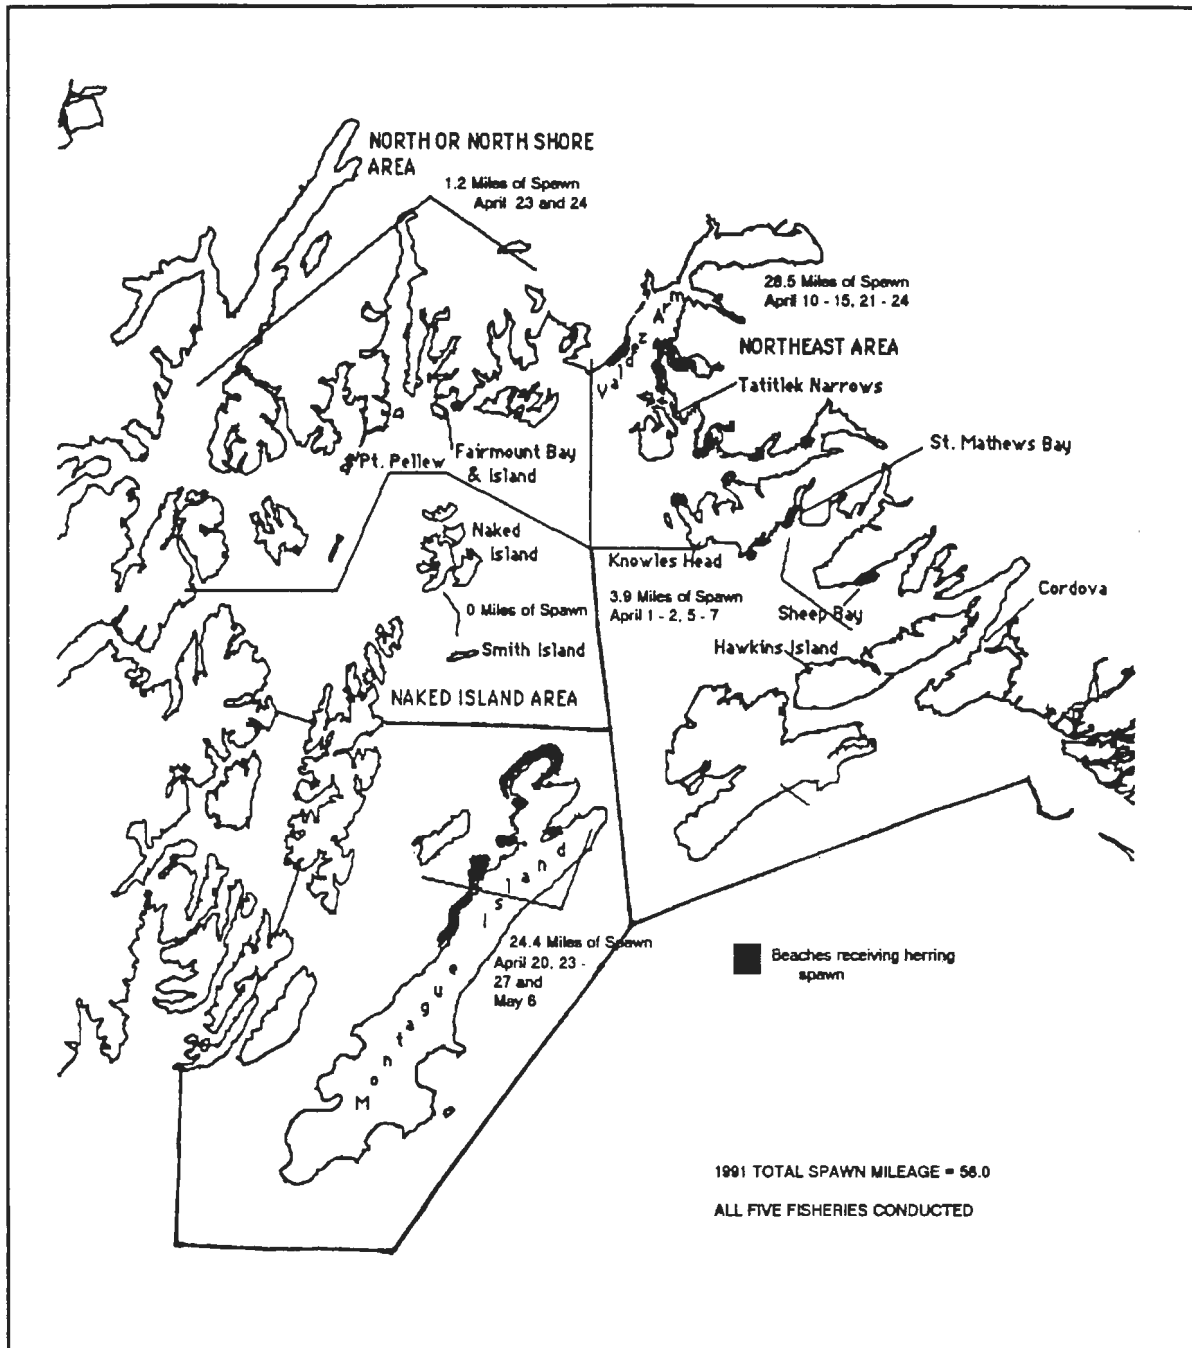 NORTH OR NORTH SHORE
AREA
1.2 Miles of Spawn
April 23 and 24
28.5 Miles of Spawn
April 10 - 15, 21 - 24
Valdez Arm
NORTHEAST AREA
Tatitlek Narrows
St. Mathews Bay
Pt. Pellew
Fairmount Bay
& Island
Naked
Island
Knowles Head
3.9 Miles of Spawn
April 1 - 2, 5 - 7
0 Miles of Spawn
Smith Island
Sheep Bay
Cordova
Hawkins Island
NAKED ISLAND AREA
Montague Island
24.4 Miles of Spawn
April 20, 23 -
27 and
May 6
Beaches receiving herring
spawn
1991 TOTAL SPAWN MILEAGE = 58.0
ALL FIVE FISHERIES CONDUCTED